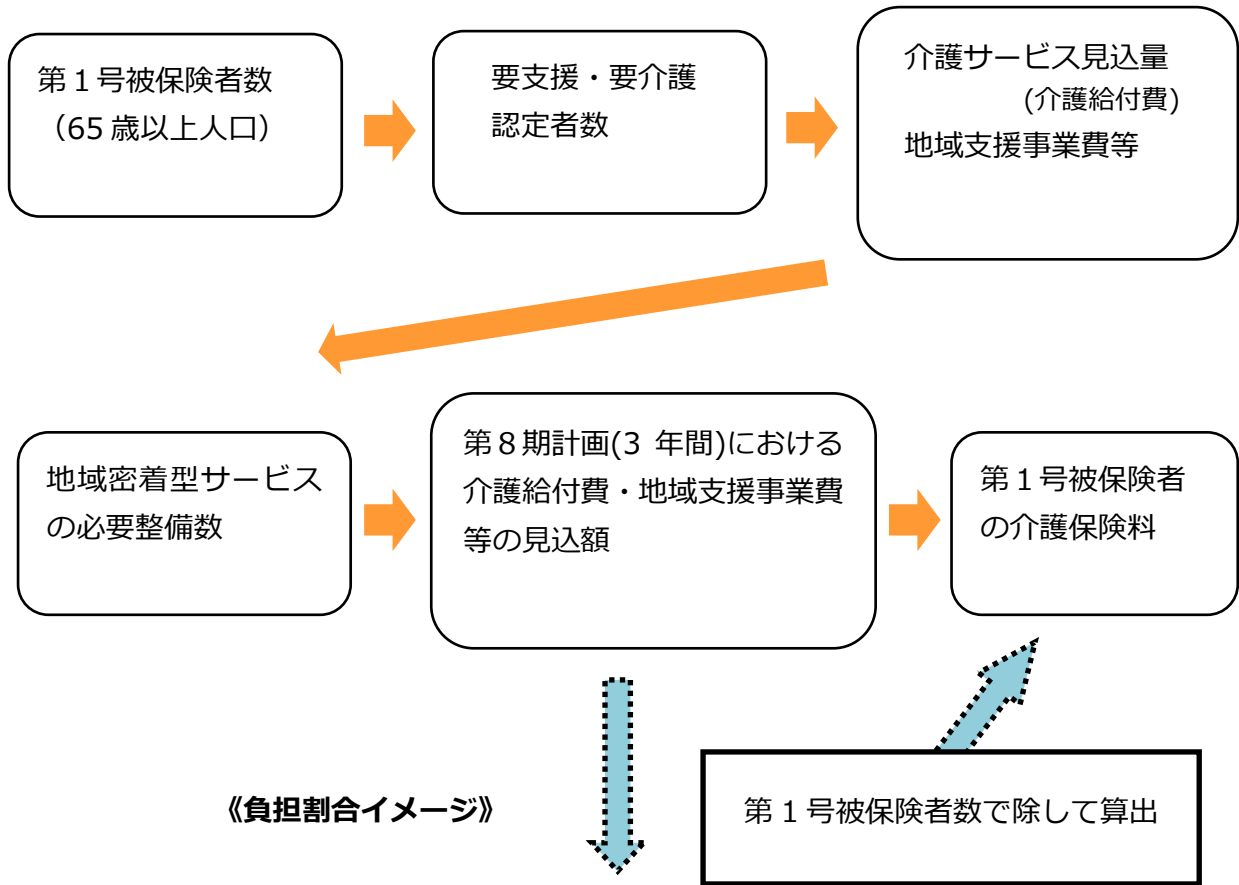 第１号被保険者数
（65 歳以上人口）
要支援・要介護
認定者数
介護サービス見込量
(介護給付費)
地域支援事業費等
地域密着型サービス
の必要整備数
第８期計画(3 年間)における
介護給付費・地域支援事業費
等の見込額
第１号被保険者
の介護保険料
《負担割合イメージ》
第１号被保険者数で除して算出